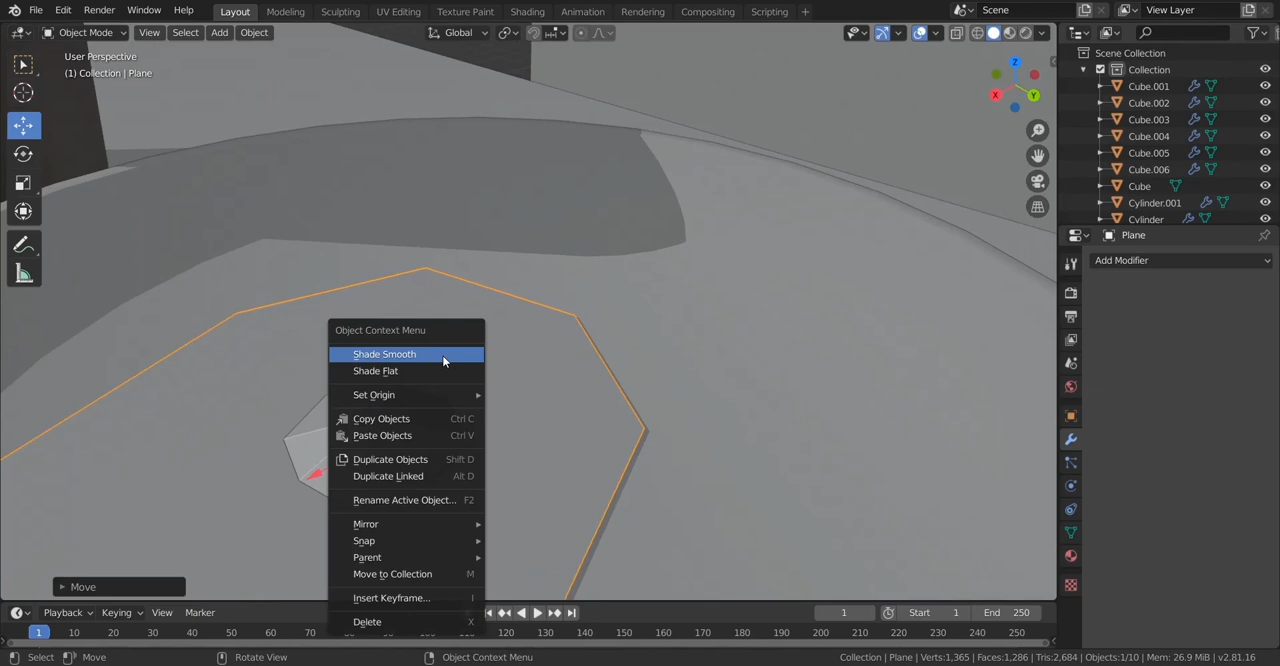 File Edit Render Window Help Layout Modeling Sculpting UV Editing Texture Paint Shading Animation Rendering Compositing Scripting + Scene View Layer
Object Mode View Select Add Object Global
User Perspective
(1) Collection | Plane
Z
X
Y
Scene Collection
Collection
Cube.001
Cube.002
Cube.003
Cube.004
Cube.005
Cube.006
Cube
Cylinder.001
Cylinder
Plane
Add Modifier
Object Context Menu
Shade Smooth
Shade Flat
Set Origin
Copy Objects Ctrl C
Paste Objects Ctrl V
Duplicate Objects Shift D
Duplicate Linked Alt D
Rename Active Object... F2
Mirror
Snap
Parent
Move to Collection M
Insert Keyframe... I
Delete X
Move
Playback Keying View Marker 1 Start 1 End 250
1 10 20 30 40 50 60 70 80 90 100 110 120 130 140 150 160 170 180 190 200 210 220 230 240 250
Select Move Rotate View Object Context Menu Collection | Plane | Verts:1,365 | Faces:1,286 | Tris:2,684 | Objects:1/10 | Mem: 26.9 MiB | v2.81.16